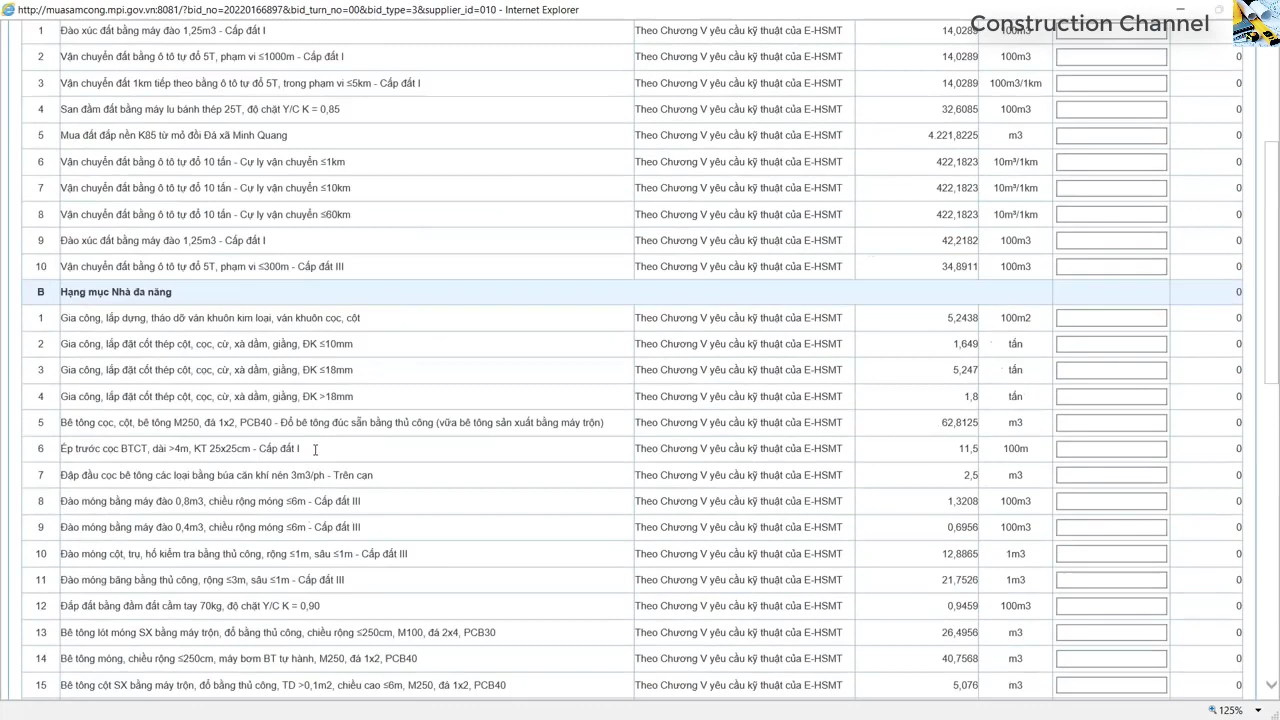 http://muasamcong.mpi.gov.vn:8081/?bid_no=20220166897&bid_turn_no=00&bid_type=3&supplier_id=010 - Internet Explorer
Construction Channel
1 Đào xúc đất bằng máy đào 1,25m3 - Cấp đất I Theo Chương V yêu cầu kỹ thuật của E-HSMT 14,0289 100m3
2 Vận chuyển đất bằng ô tô tự đổ 5T, phạm vi ≤1000m - Cấp đất I Theo Chương V yêu cầu kỹ thuật của E-HSMT 14,0289 100m3 0
3 Vận chuyển đất 1km tiếp theo bằng ô tô tự đổ 5T, trong phạm vi ≤5km - Cấp đất I Theo Chương V yêu cầu kỹ thuật của E-HSMT 14,0289 100m3/1km 0
4 San đầm đất bằng máy lu bánh thép 25T, độ chặt Y/C K = 0,85 Theo Chương V yêu cầu kỹ thuật của E-HSMT 32,6085 100m3 0
5 Mua đất đắp nền K85 từ mỏ đồi Đá xã Minh Quang Theo Chương V yêu cầu kỹ thuật của E-HSMT 4.221,8225 m3 0
6 Vận chuyển đất bằng ô tô tự đổ 10 tấn - Cự ly vận chuyển ≤1km Theo Chương V yêu cầu kỹ thuật của E-HSMT 422,1823 10m³/1km 0
7 Vận chuyển đất bằng ô tô tự đổ 10 tấn - Cự ly vận chuyển ≤10km Theo Chương V yêu cầu kỹ thuật của E-HSMT 422,1823 10m³/1km 0
8 Vận chuyển đất bằng ô tô tự đổ 10 tấn - Cự ly vận chuyển ≤60km Theo Chương V yêu cầu kỹ thuật của E-HSMT 422,1823 10m³/1km 0
9 Đào xúc đất bằng máy đào 1,25m3 - Cấp đất I Theo Chương V yêu cầu kỹ thuật của E-HSMT 42,2182 100m3 0
10 Vận chuyển đất bằng ô tô tự đổ 5T, phạm vi ≤300m - Cấp đất III Theo Chương V yêu cầu kỹ thuật của E-HSMT 34,8911 100m3 0
B Hạng mục Nhà đa năng 0
1 Gia công, lắp dựng, tháo dỡ ván khuôn kim loại, ván khuôn cọc, cột Theo Chương V yêu cầu kỹ thuật của E-HSMT 5,2438 100m2 0
2 Gia công, lắp đặt cốt thép cột, cọc, cừ, xà dầm, giằng, ĐK ≤10mm Theo Chương V yêu cầu kỹ thuật của E-HSMT 1,649 tấn 0
3 Gia công, lắp đặt cốt thép cột, cọc, cừ, xà dầm, giằng, ĐK ≤18mm Theo Chương V yêu cầu kỹ thuật của E-HSMT 5,247 tấn 0
4 Gia công, lắp đặt cốt thép cột, cọc, cừ, xà dầm, giằng, ĐK >18mm Theo Chương V yêu cầu kỹ thuật của E-HSMT 1,8 tấn 0
5 Bê tông cọc, cột, bê tông M250, đá 1x2, PCB40 - Đổ bê tông đúc sẵn bằng thủ công (vữa bê tông sản xuất bằng máy trộn) Theo Chương V yêu cầu kỹ thuật của E-HSMT 62,8125 m3 0
6 Ép trước cọc BTCT, dài >4m, KT 25x25cm - Cấp đất I Theo Chương V yêu cầu kỹ thuật của E-HSMT 11,5 100m 0
7 Đập đầu cọc bê tông các loại bằng búa căn khí nén 3m3/ph - Trên cạn Theo Chương V yêu cầu kỹ thuật của E-HSMT 2,5 m3 0
8 Đào móng bằng máy đào 0,8m3, chiều rộng móng ≤6m - Cấp đất III Theo Chương V yêu cầu kỹ thuật của E-HSMT 1,3208 100m3 0
9 Đào móng bằng máy đào 0,4m3, chiều rộng móng ≤6m - Cấp đất III Theo Chương V yêu cầu kỹ thuật của E-HSMT 0,6956 100m3 0
10 Đào móng cột, trụ, hố kiểm tra bằng thủ công, rộng ≤1m, sâu ≤1m - Cấp đất III Theo Chương V yêu cầu kỹ thuật của E-HSMT 12,8865 1m3 0
11 Đào móng băng bằng thủ công, rộng ≤3m, sâu ≤1m - Cấp đất III Theo Chương V yêu cầu kỹ thuật của E-HSMT 21,7526 1m3 0
12 Đắp đất bằng đầm đất cầm tay 70kg, độ chặt Y/C K = 0,90 Theo Chương V yêu cầu kỹ thuật của E-HSMT 0,9459 100m3 0
13 Bê tông lót móng SX bằng máy trộn, đổ bằng thủ công, chiều rộng ≤250cm, M100, đá 2x4, PCB30 Theo Chương V yêu cầu kỹ thuật của E-HSMT 26,4956 m3 0
14 Bê tông móng, chiều rộng ≤250cm, máy bơm BT tự hành, M250, đá 1x2, PCB40 Theo Chương V yêu cầu kỹ thuật của E-HSMT 40,7568 m3 0
15 Bê tông cột SX bằng máy trộn, đổ bằng thủ công, TD >0,1m2, chiều cao ≤6m, M250, đá 1x2, PCB40 Theo Chương V yêu cầu kỹ thuật của E-HSMT 5,076 m3 0
125%